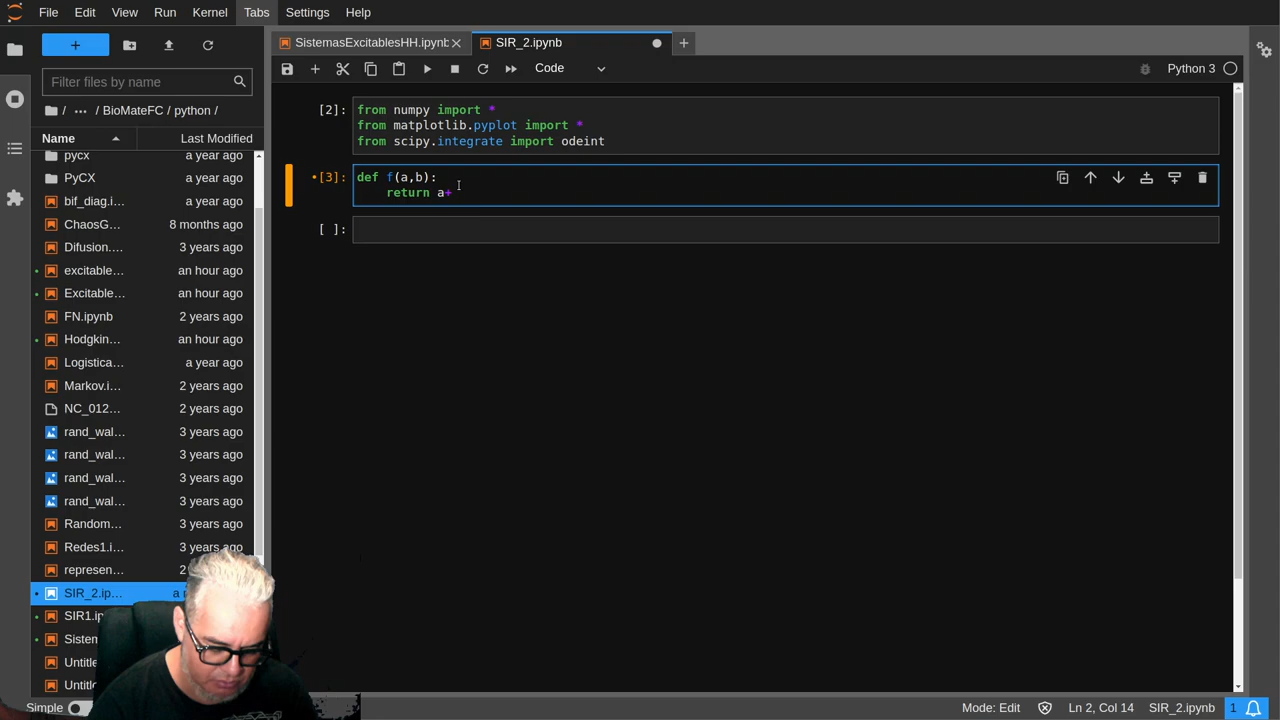 File Edit View Run Kernel Tabs Settings Help
SistemasExcitablesHH.ipynb
SIR_2.ipynb
Code
Python 3
Filter files by name
/ ··· / BioMateFC / python /
Name Last Modified
pycx a year ago
PyCX a year ago
bif_diag.i… a year ago
ChaosG… 8 months ago
Difusion.… 3 years ago
excitable… an hour ago
Excitable… an hour ago
FN.ipynb 2 years ago
Hodgkin… an hour ago
Logistica… a year ago
Markov.i… 2 years ago
NC_012… 2 years ago
rand_wal… 3 years ago
rand_wal… 3 years ago
rand_wal… 3 years ago
rand_wal… 3 years ago
Random… 3 years ago
Redes1.i… 3 years ago
represen… 2
SIR_2.ip… a
SIR1.ip
Sistem
Untitl
Untitl
[2]:
from numpy import *
from matplotlib.pyplot import *
from scipy.integrate import odeint
[3]:
def f(a,b):
return a+
[ ]:
Simple
Mode: Edit
Ln 2, Col 14
SIR_2.ipynb
1